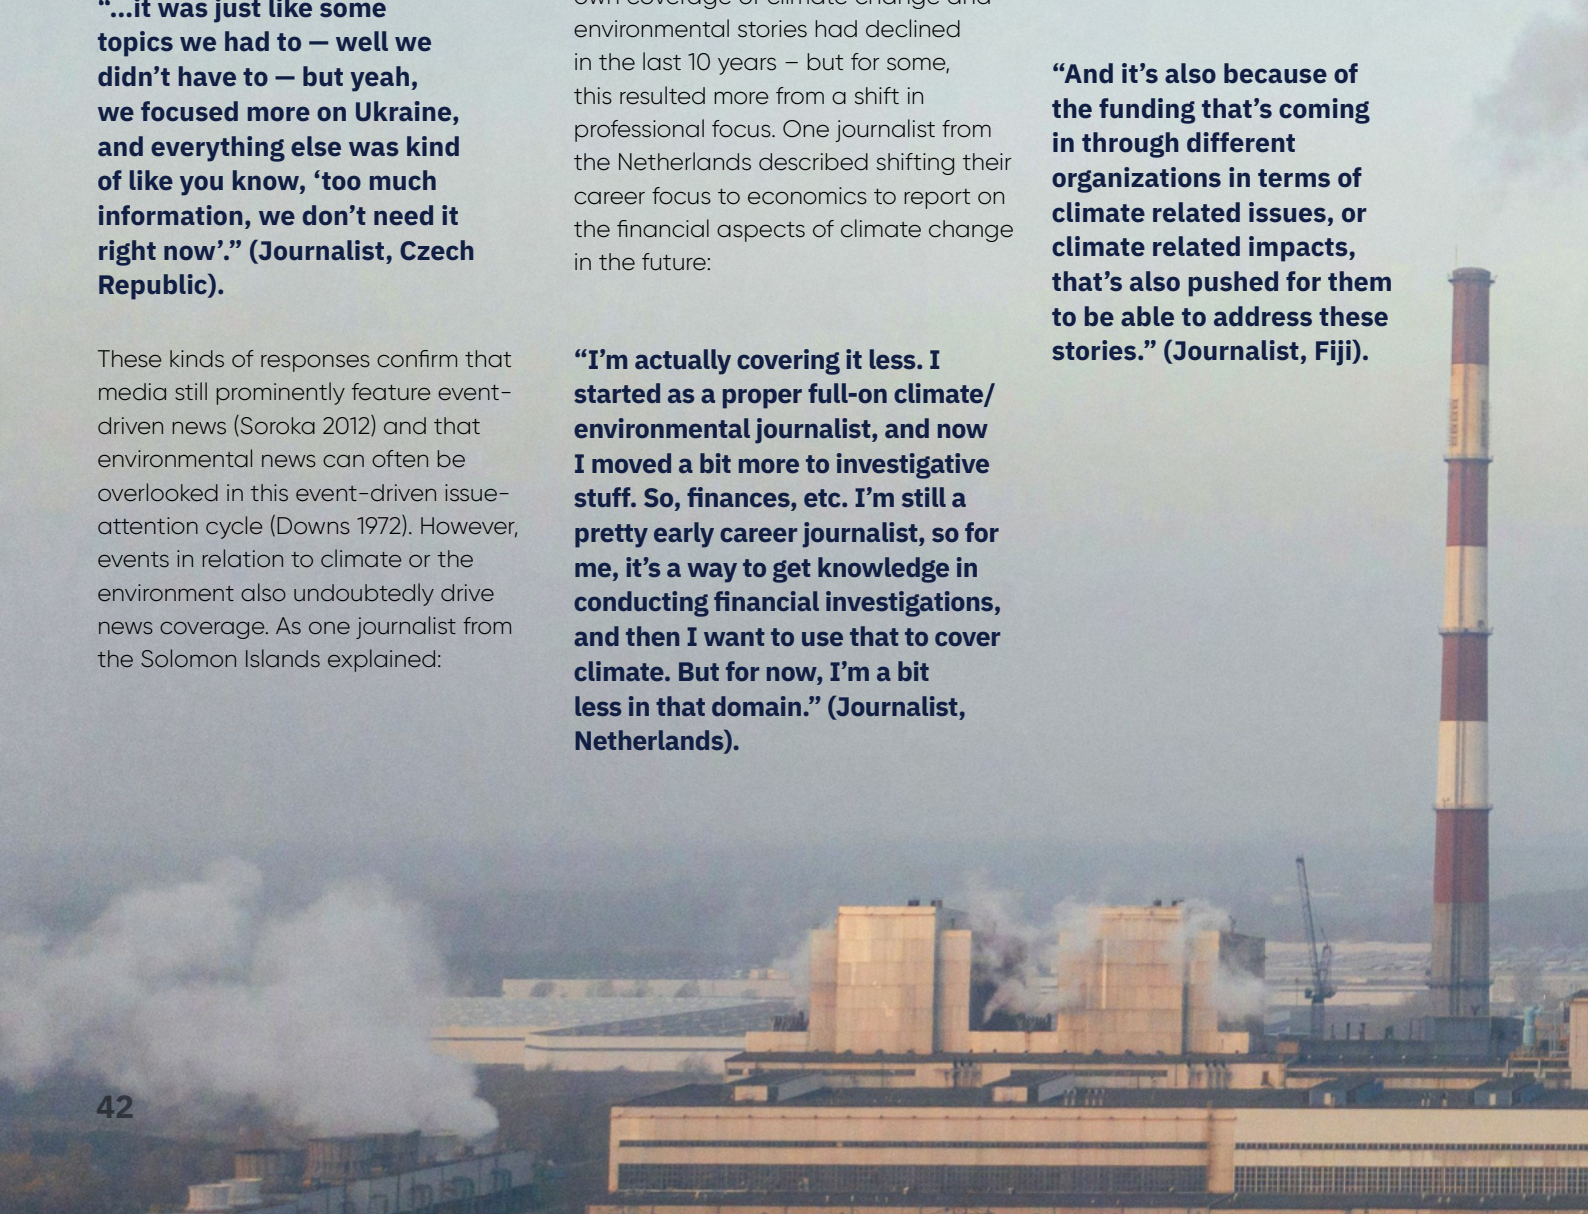 “...it was just like some
topics we had to — well we
didn’t have to — but yeah,
we focused more on Ukraine,
and everything else was kind
of like you know, ‘too much
information, we don’t need it
right now’.” (Journalist, Czech
Republic).
These kinds of responses confirm that
media still prominently feature event-
driven news (Soroka 2012) and that
environmental news can often be
overlooked in this event-driven issue-
attention cycle (Downs 1972). However,
events in relation to climate or the
environment also undoubtedly drive
news coverage. As one journalist from
the Solomon Islands explained:
own coverage of climate change and
environmental stories had declined
in the last 10 years – but for some,
this resulted more from a shift in
professional focus. One journalist from
the Netherlands described shifting their
career focus to economics to report on
the financial aspects of climate change
in the future:
“I’m actually covering it less. I
started as a proper full-on climate/
environmental journalist, and now
I moved a bit more to investigative
stuff. So, finances, etc. I’m still a
pretty early career journalist, so for
me, it’s a way to get knowledge in
conducting financial investigations,
and then I want to use that to cover
climate. But for now, I’m a bit
less in that domain.” (Journalist,
Netherlands).
“And it’s also because of
the funding that’s coming
in through different
organizations in terms of
climate related issues, or
climate related impacts,
that’s also pushed for them
to be able to address these
stories.” (Journalist, Fiji).
42